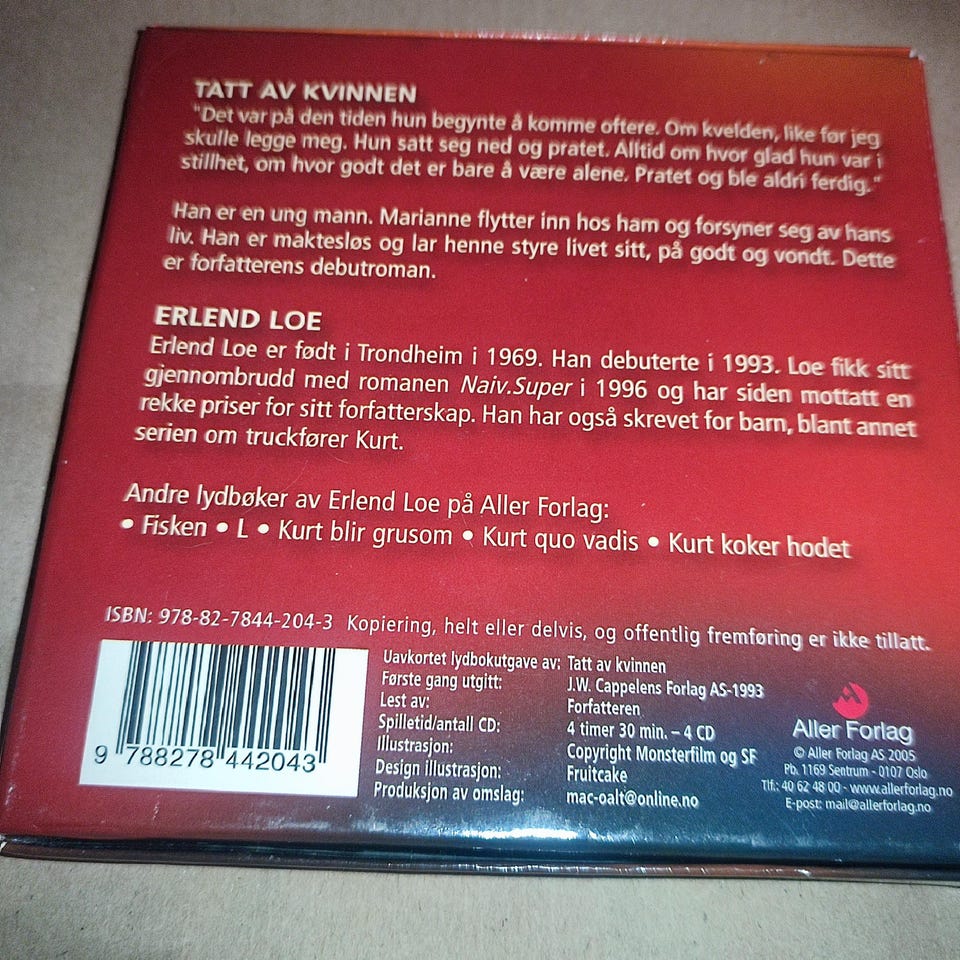 TATT AV KVINNEN
"Det var på den tiden hun begynte å komme oftere. Om kvelden, like før jeg
skulle legge meg. Hun satt seg ned og pratet. Alltid om hvor glad hun var i
stillhet, om hvor godt det er bare å være alene. Pratet og ble aldri ferdig."
Han er en ung mann. Marianne flytter inn hos ham og forsyner seg av hans
liv. Han er maktesløs og lar henne styre livet sitt, på godt og vondt. Dette
er forfatterens debutroman.
ERLEND LOE
Erlend Loe er født i Trondheim i 1969. Han debuterte i 1993. Loe fikk sitt
gjennombrudd med romanen Naiv.Super i 1996 og har siden mottatt en
rekke priser for sitt forfatterskap. Han har også skrevet for barn, blant annet
serien om truckfører Kurt.
Andre lydbøker av Erlend Loe på Aller Forlag:
• Fisken • L • Kurt blir grusom • Kurt quo vadis • Kurt koker hodet
ISBN: 978-82-7844-204-3 Kopiering, helt eller delvis, og offentlig fremføring er ikke tillatt.
Uavkortet lydbokutgave av: Tatt av kvinnen
Første gang utgitt: J.W. Cappelens Forlag AS-1993
Lest av: Forfatteren
Spilletid/antall CD: 4 timer 30 min. – 4 CD
Illustrasjon: Copyright Monsterfilm og SF
Design illustrasjon: Fruitcake
Produksjon av omslag: mac-oalt@online.no
9 788278 442043
Aller Forlag
© Aller Forlag AS 2005
Pb. 1169 Sentrum - 0107 Oslo
Tlf.: 40 62 48 00 - www.allerforlag.no
E-post: mail@allerforlag.no